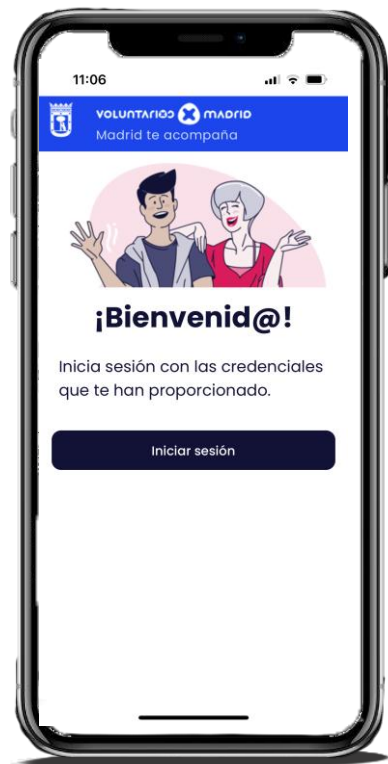 11:06
VOLUNTARIOS X MADRID
Madrid te acompaña
¡Bienvenid@!
Inicia sesión con las credenciales
que te han proporcionado.
Iniciar sesión